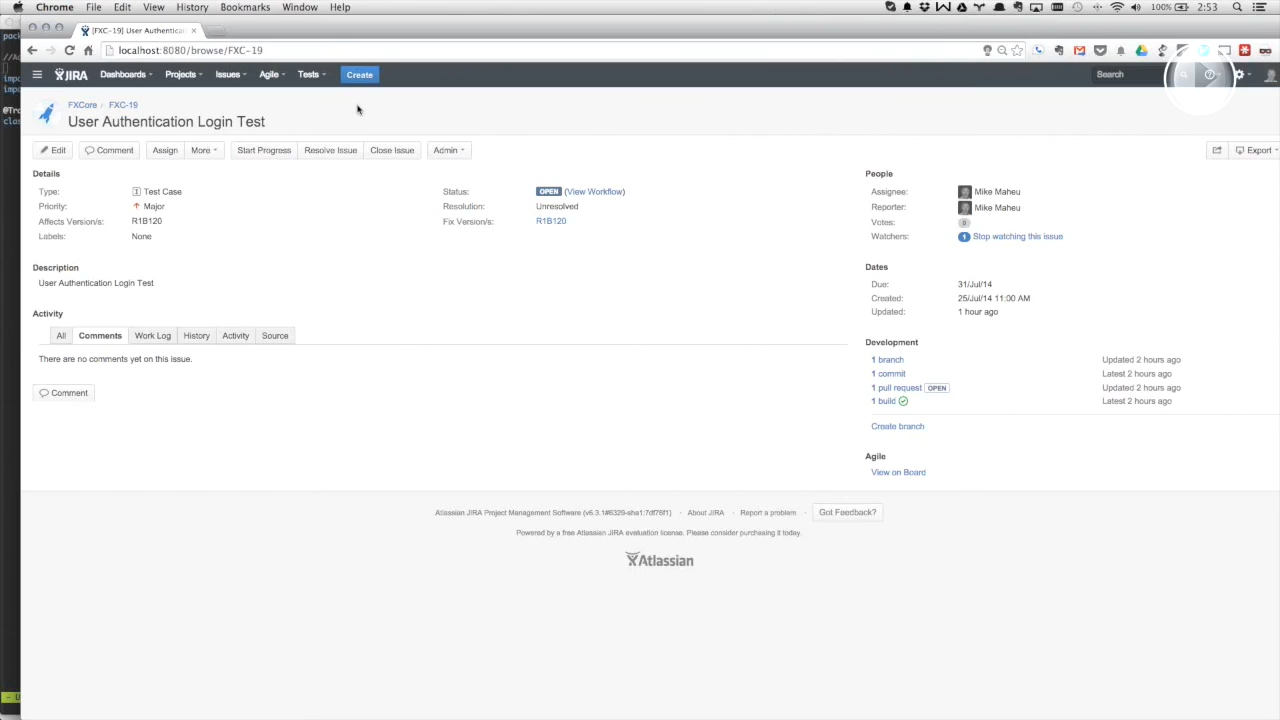 Chrome File Edit View History Bookmarks Window Help 100% 2:53
[FXC-19] User Authenticati
localhost:8080/browse/FXC-19
JIRA Dashboards Projects Issues Agile Tests Create Search
FXCore / FXC-19
User Authentication Login Test
Edit Comment Assign More Start Progress Resolve Issue Close Issue Admin Export
Details
Type: Test Case
Priority: Major
Affects Version/s: R1B120
Labels: None
Status: OPEN (View Workflow)
Resolution: Unresolved
Fix Version/s: R1B120
Description
User Authentication Login Test
Activity
All Comments Work Log History Activity Source
There are no comments yet on this issue.
Comment
People
Assignee: Mike Maheu
Reporter: Mike Maheu
Votes: 0
Watchers: 1 Stop watching this issue
Dates
Due: 31/Jul/14
Created: 25/Jul/14 11:00 AM
Updated: 1 hour ago
Development
1 branch Updated 2 hours ago
1 commit Latest 2 hours ago
1 pull request OPEN Updated 2 hours ago
1 build Latest 2 hours ago
Create branch
Agile
View on Board
Atlassian JIRA Project Management Software (v6.3.1#6329-sha1:7df76f1) · About JIRA · Report a problem · Got Feedback?
Powered by a free Atlassian JIRA evaluation license. Please consider purchasing it today.
Atlassian